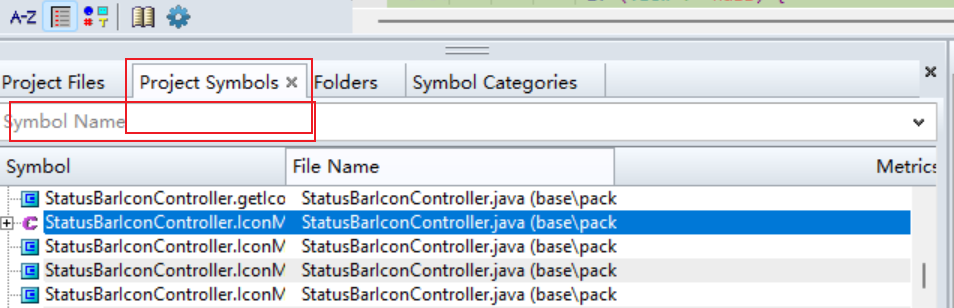 A-Z
Project Files Project Symbols × Folders Symbol Categories ×
Symbol Name
Symbol File Name Metrics
StatusBarIconController.getIco StatusBarIconController.java (base\pack
C StatusBarIconController.IconM StatusBarIconController.java (base\pack
StatusBarIconController.IconM StatusBarIconController.java (base\pack
StatusBarIconController.IconM StatusBarIconController.java (base\pack
StatusBarIconController.IconM StatusBarIconController.java (base\pack